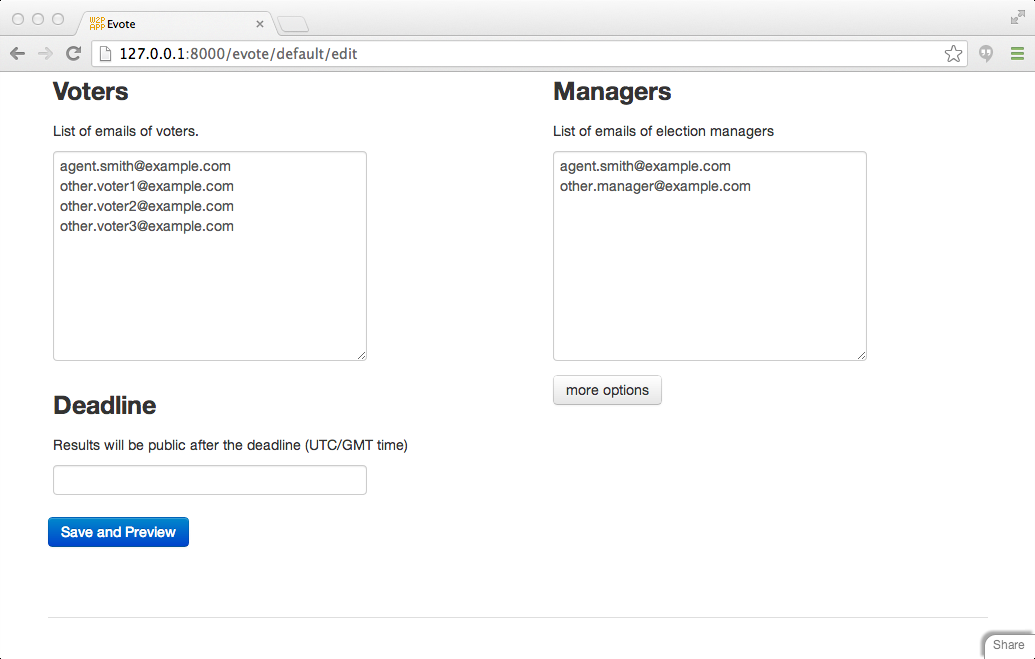 WEP APP Evote
127.0.0.1:8000/evote/default/edit
Voters
List of emails of voters.
agent.smith@example.com
other.voter1@example.com
other.voter2@example.com
other.voter3@example.com
Managers
List of emails of election managers
agent.smith@example.com
other.manager@example.com
more options
Deadline
Results will be public after the deadline (UTC/GMT time)
Save and Preview
Share